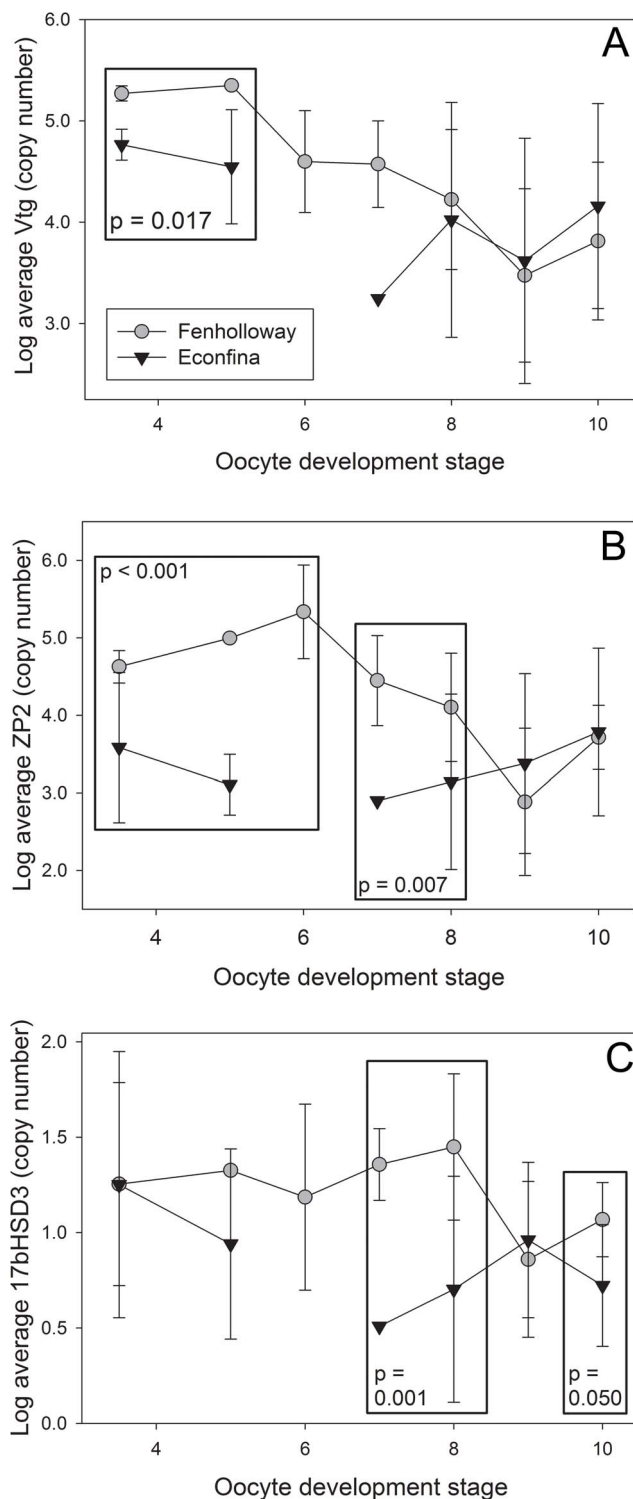 A
Log average Vtg (copy number)
6.0
5.0
4.0
3.0
p = 0.017
Fenholloway
Econfina
4
6
8
10
Oocyte development stage
B
Log average ZP2 (copy number)
6.0
5.0
4.0
3.0
2.0
p < 0.001
p = 0.007
4
6
8
10
Oocyte development stage
C
Log average 17bHSD3 (copy number)
2.0
1.5
1.0
0.5
0.0
p =
0.001
p =
0.050
4
6
8
10
Oocyte development stage